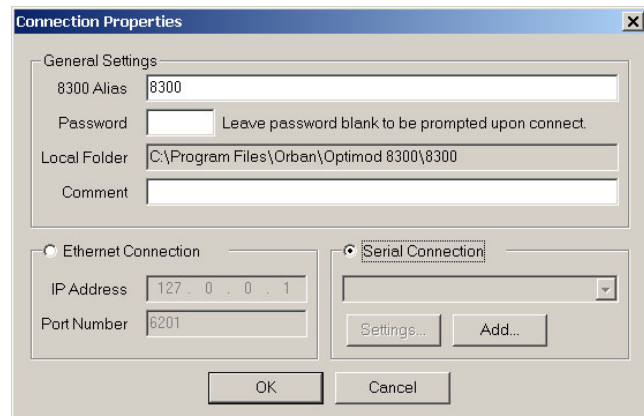 Connection Properties
General Settings
8300 Alias 8300
Password Leave password blank to be prompted upon connect.
Local Folder C:\Program Files\Orban\Optimod 8300\8300
Comment
Ethernet Connection
IP Address 127 . 0 . 0 . 1
Port Number 6201
Serial Connection
Settings... Add...
OK Cancel